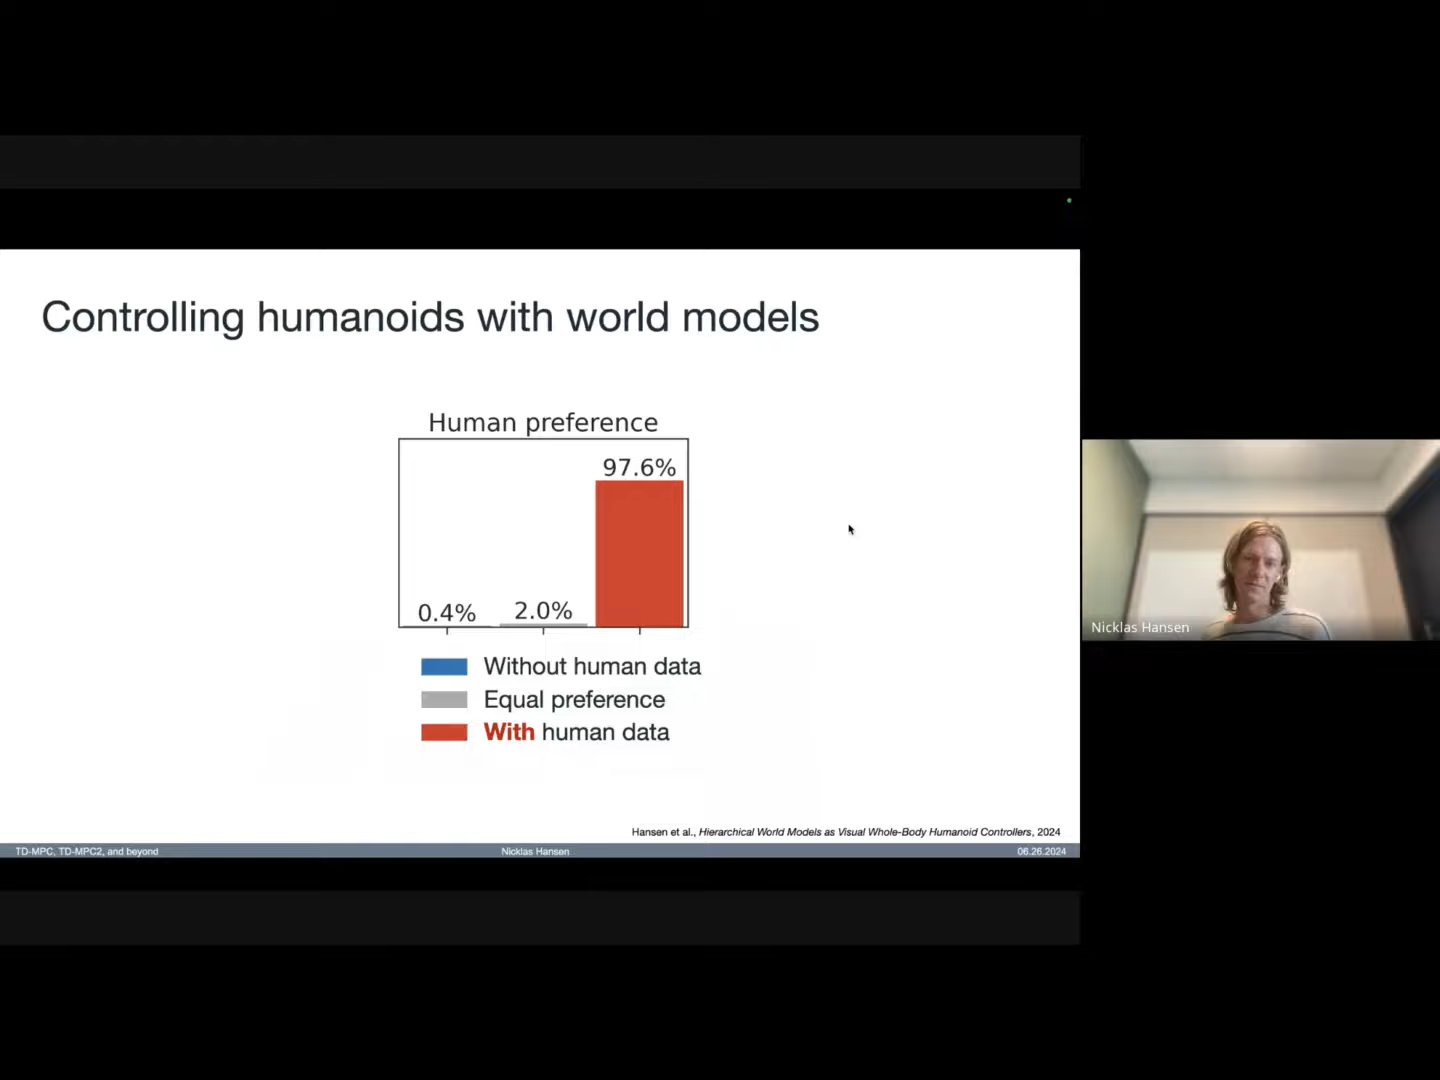 Controlling humanoids with world models
Human preference
97.6%
0.4%
2.0%
Without human data
Equal preference
With human data
Hansen et al., Hierarchical World Models as Visual Whole-Body Humanoid Controllers, 2024
TD-MPC, TD-MPC2, and beyond
Nicklas Hansen
06.26.2024
Nicklas Hansen